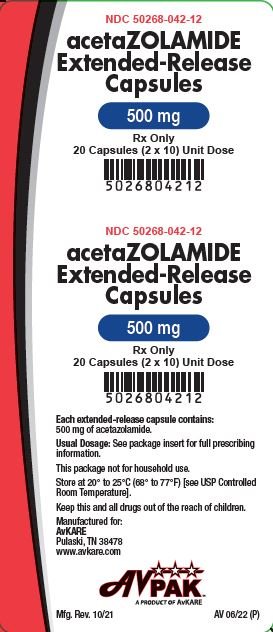 NDC 50268-042-12
acetaZOLAMIDE
Extended-Release
Capsules
500 mg
Rx Only
20 Capsules (2 x 10) Unit Dose
5026804212
NDC 50268-042-12
acetaZOLAMIDE
Extended-Release
Capsules
500 mg
Rx Only
20 Capsules (2 x 10) Unit Dose
5026804212
Each extended-release capsule contains:
500 mg of acetazolamide.
Usual Dosage: See package insert for full prescribing
information.
This package not for household use.
Store at 20° to 25°C (68° to 77°F) [see USP Controlled
Room Temperature].
Keep this and all drugs out of the reach of children.
Manufactured for:
AvKARE
Pulaski, TN 38478
www.avkare.com
AVPAK
A PRODUCT OF AvKARE
Mfg. Rev. 10/21 AV 06/22 (P)